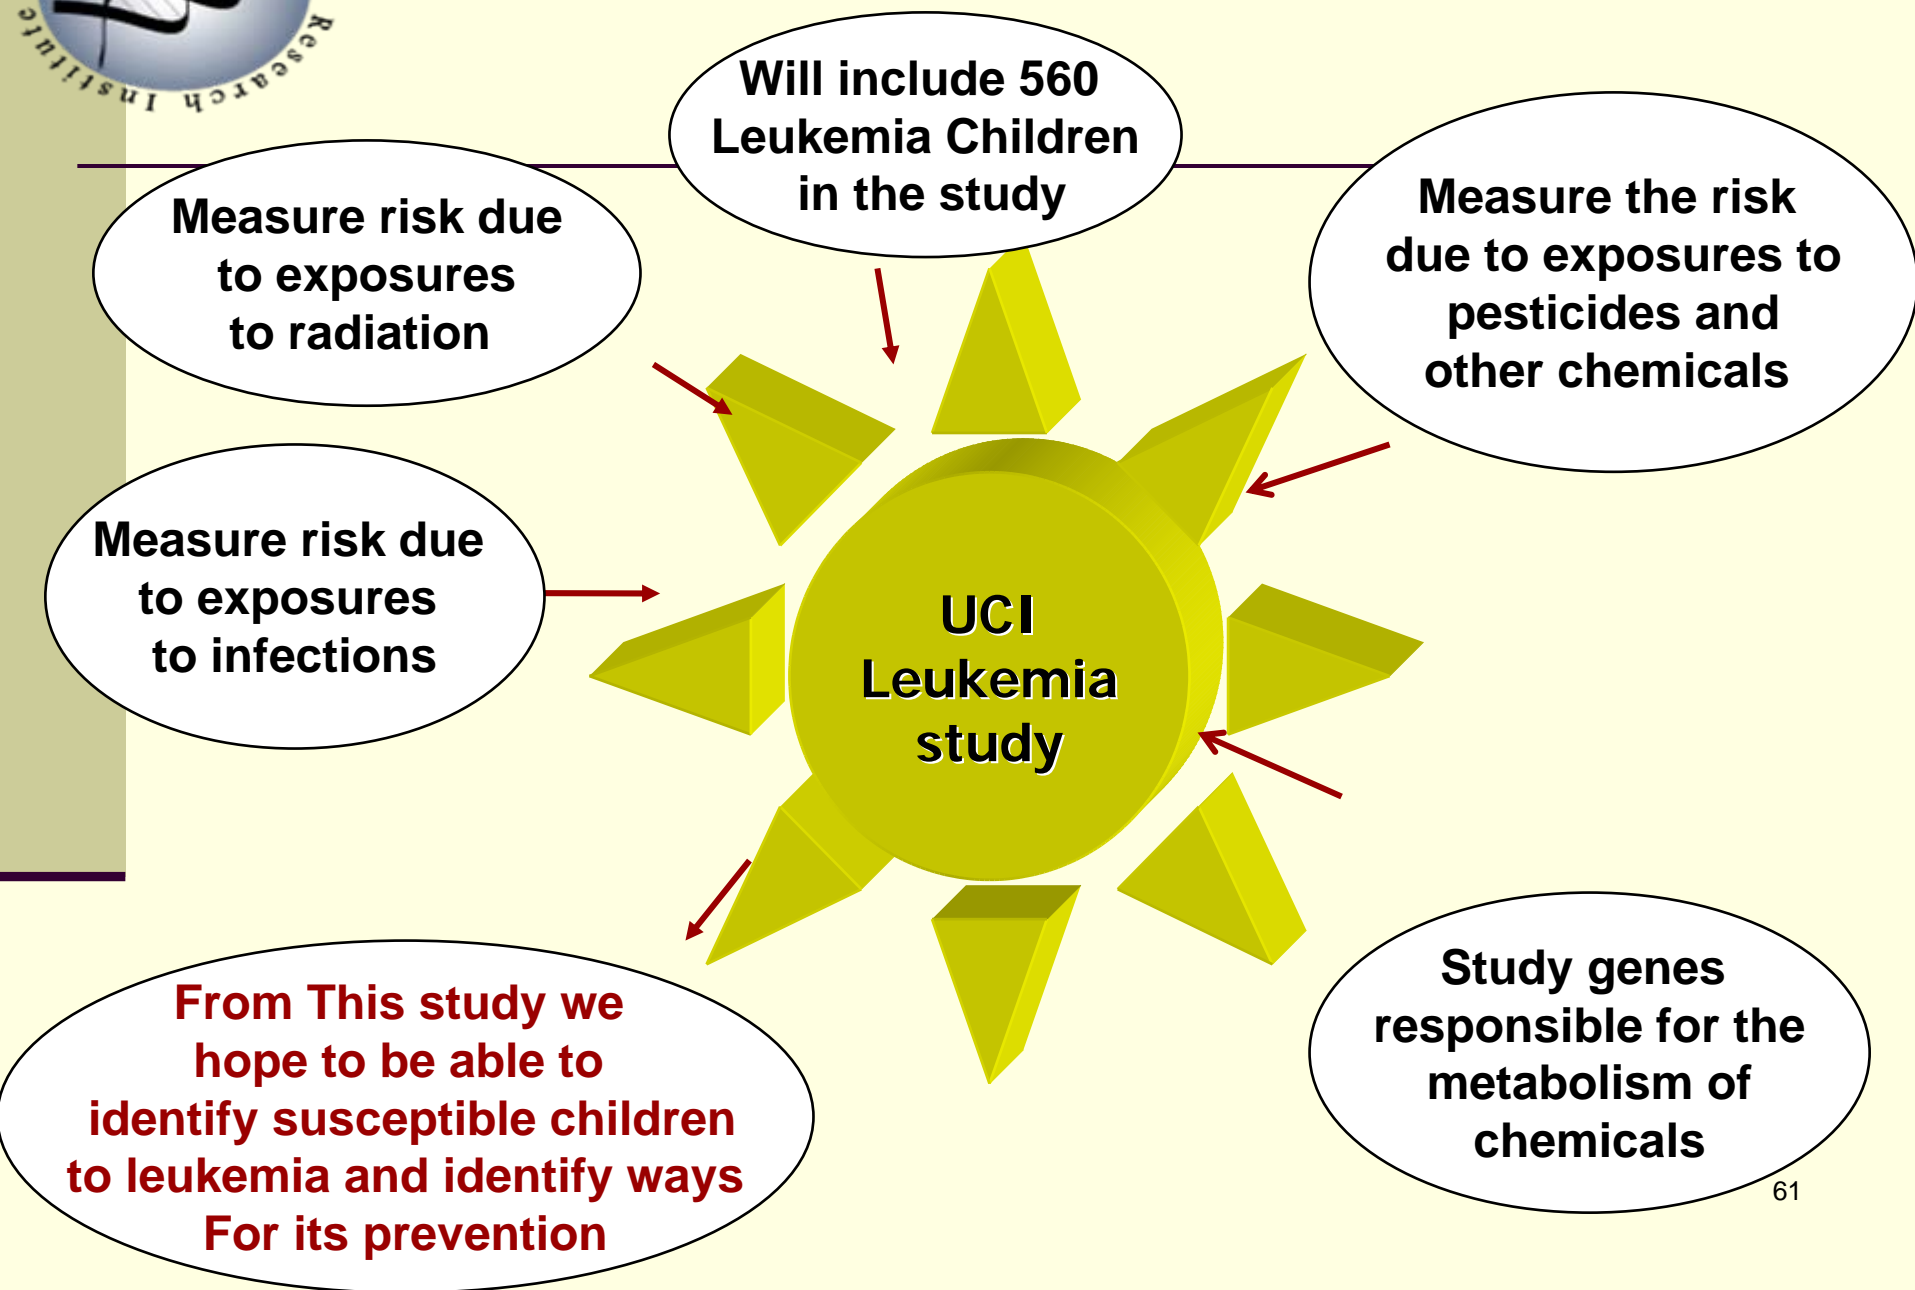 Research Institute
Will include 560
Leukemia Children
in the study
Measure risk due
to exposures
to radiation
Measure the risk
due to exposures to
pesticides and
other chemicals
Measure risk due
to exposures
to infections
UCI
Leukemia
study
From This study we
hope to be able to
identify susceptible children
to leukemia and identify ways
For its prevention
Study genes
responsible for the
metabolism of
chemicals
61